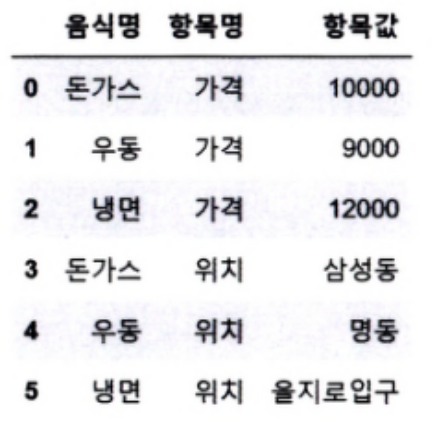 음식명 항목명 항목값
0 돈가스 가격 10000
1 우동 가격 9000
2 냉면 가격 12000
3 돈가스 위치 삼성동
4 우동 위치 명동
5 냉면 위치 을지로입구